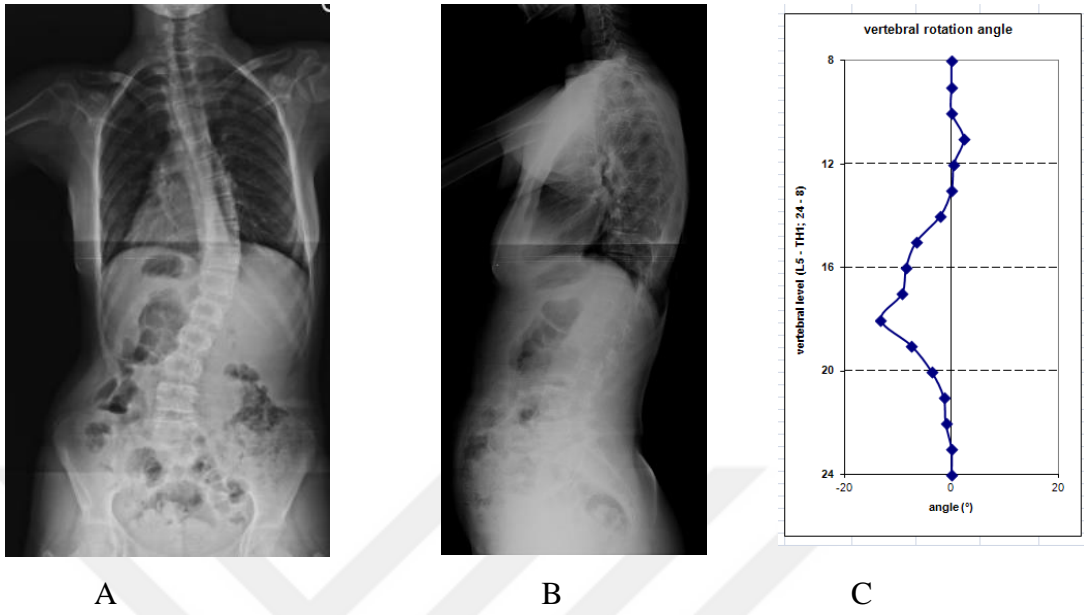 vertebral rotation angle
8
12
16
20
24
vertebral level (L5 - TH1; 24 - 8)
-20
0
20
angle (°)
A
B
C